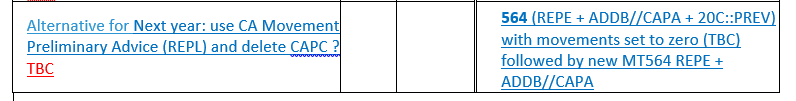 Alternative for Next year: use CA Movement
Preliminary Advice (REPL) and delete CAPC ?
TBC
564 (REPE + ADDB//CAPA + 20C::PREV)
with movements set to zero (TBC)
followed by new MT564 REPE +
ADDB//CAPA